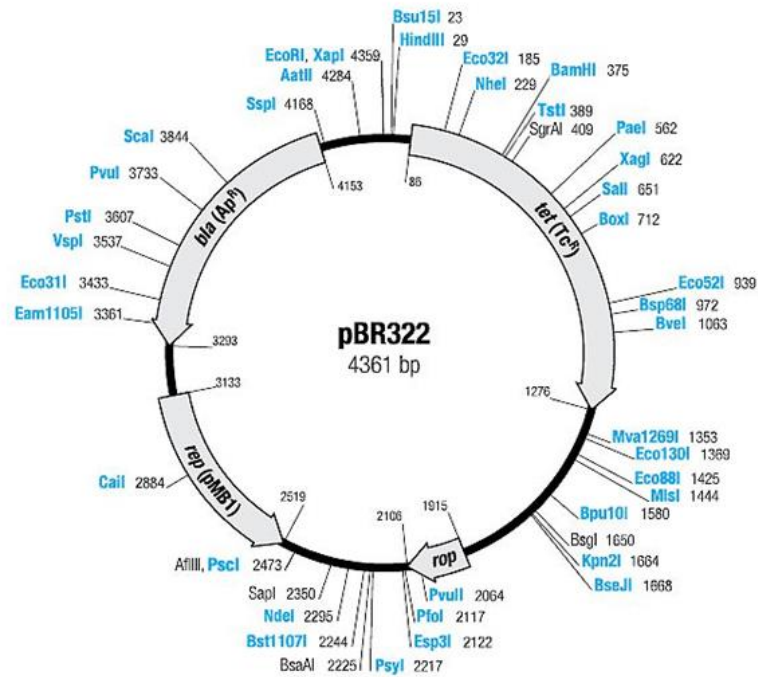 Bsu15I 23
HindIII 29
EcoRI, XapI 4359
AatII 4284
SspI 4168
Eco32I 185
NheI 229
BamHI 375
TstI 389
SgrAI 409
PaeI 562
XagI 622
SalI 651
BoxI 712
Eco52I 939
Bsp68I 972
BveI 1063
ScaI 3844
PvuI 3733
PstI 3607
VspI 3537
Eco31I 3433
Eam1105I 3361
bla (ApR)
4153
86
tet (TcR)
pBR322
4361 bp
3293
3133
1276
Mva1269I 1353
Eco130I 1369
Eco88I 1425
MlsI 1444
Bpu10I 1580
BsgI 1650
Kpn2I 1664
BseJI 1668
CaiI 2884
rep (pMB1)
2519
2106
1915
rop
AflIII, PscI 2473
SapI 2350
NdeI 2295
Bst1107I 2244
BsaAI 2225
PvuII 2064
PfoI 2117
Esp3I 2122
PsyI 2217